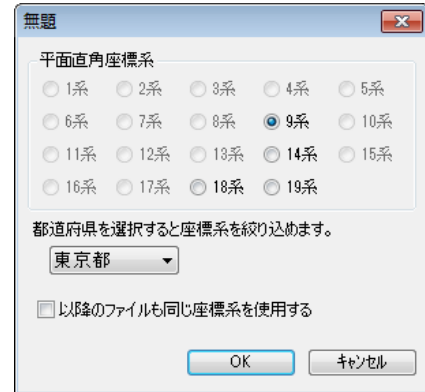 無題
平面直角座標系
1系 2系 3系 4系 5系
6系 7系 8系 9系 10系
11系 12系 13系 14系 15系
16系 17系 18系 19系
都道府県を選択すると座標系を絞り込めます。
東京都
以降のファイルも同じ座標系を使用する
OK キャンセル